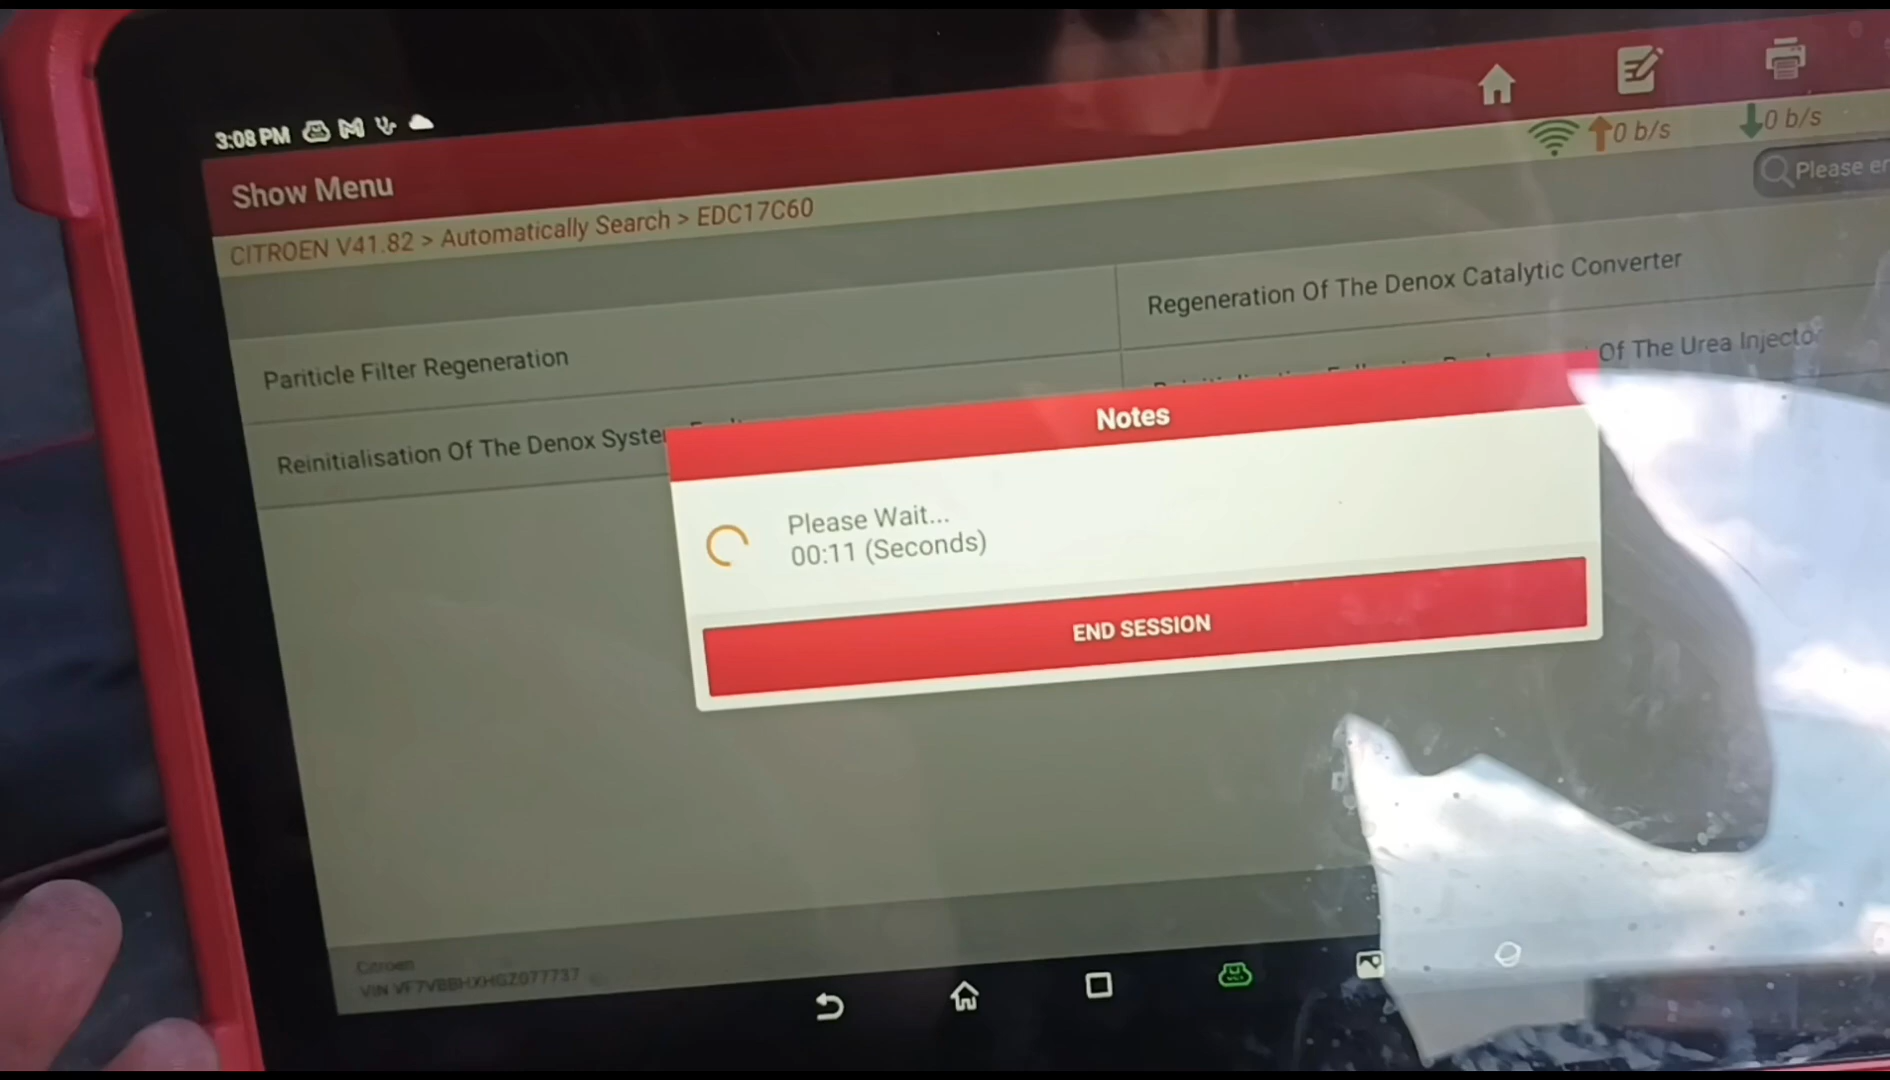 3:08 PM
0 b/s
0 b/s
Show Menu
Please er
CITROEN V41.82 > Automatically Search > EDC17C60
Pariticle Filter Regeneration
Regeneration Of The Denox Catalytic Converter
Reinitialisation Of The Denox System
Of The Urea Injector
Notes
Please Wait...
00:11 (Seconds)
END SESSION
Citroen
VIN